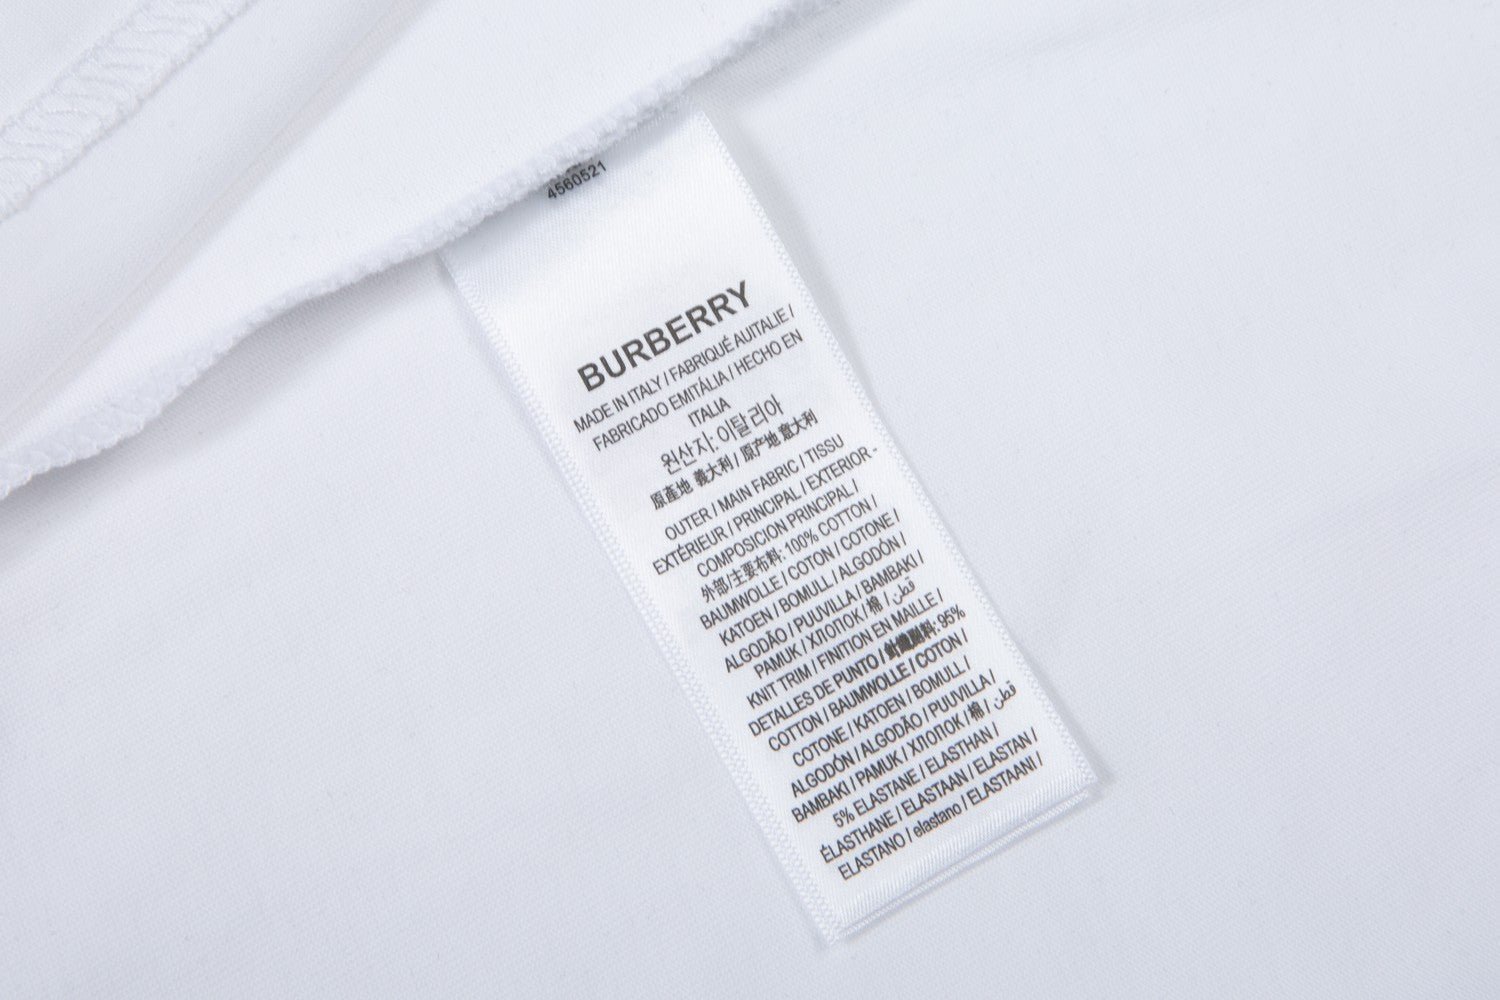 4560521
BURBERRY
MADE IN ITALY / FABRIQUÉ AUITALIE /
FABRICADO EMITÁLIA / HECHO EN
ITALIA
원산지: 이탈리아
原產地 義大利 / 原产地 意大利
OUTER / MAIN FABRIC / TISSU
EXTÉRIEUR / PRINCIPAL / EXTERIOR -
COMPOSICION PRINCIPAL /
外部/主要布料: 100% COTTON /
BAUMWOLLE / COTON / COTONE /
KATOEN / BOMULL / ALGODÓN /
ALGODÃO / PUUVILLA / BAMBAKI /
PAMUK / ХЛОПОК / 棉 / قطن /
KNIT TRIM / FINITION EN MAILLE /
DETALLES DE PUNTO / : 95%
COTTON / BAUMWOLLE / COTON /
COTONE / KATOEN / BOMULL /
ALGODÓN / ALGODÃO / PUUVILLA /
BAMBAKI / PAMUK / ХЛОПОК / 棉 / قطن
5% ELASTANE / ELASTHAN /
ÉLASTHANE / ELASTAAN / ELASTAN /
ELASTANO / elastano / ELASTAANI /